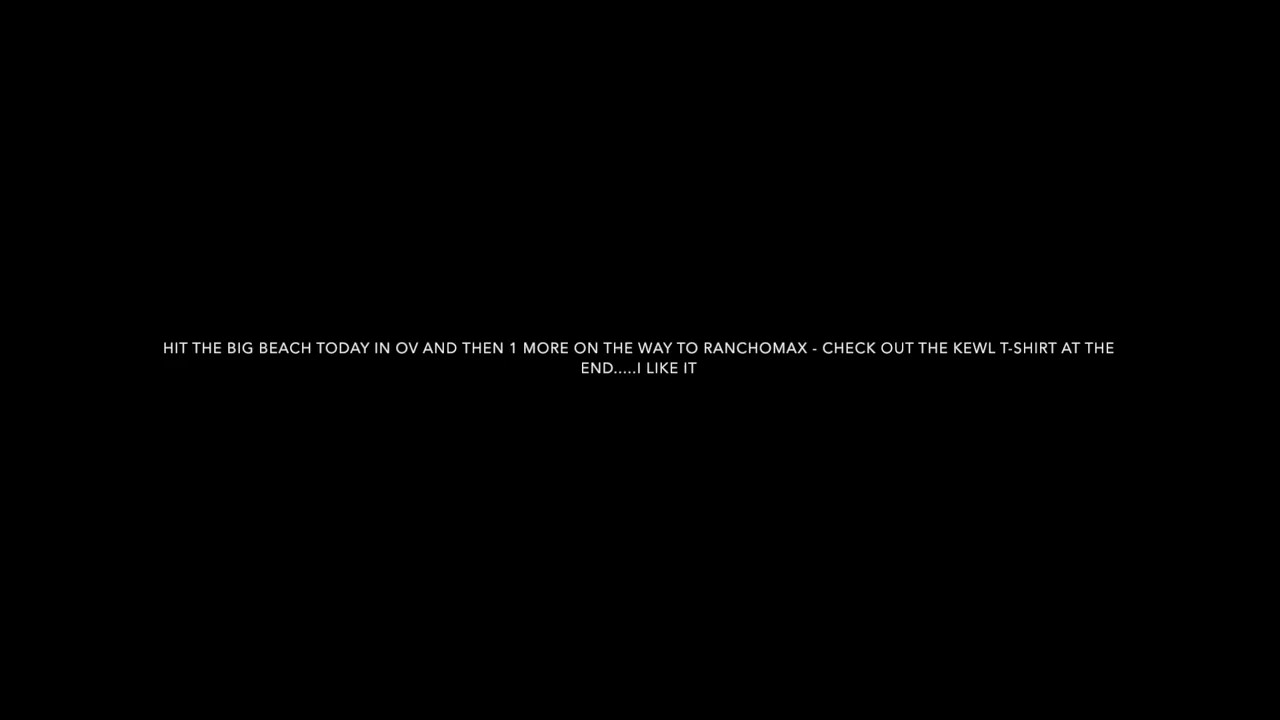 HIT THE BIG BEACH TODAY IN OV AND THEN 1 MORE ON THE WAY TO RANCHOMAX - CHECK OUT THE KEWL T-SHIRT AT THE
END.....I LIKE IT